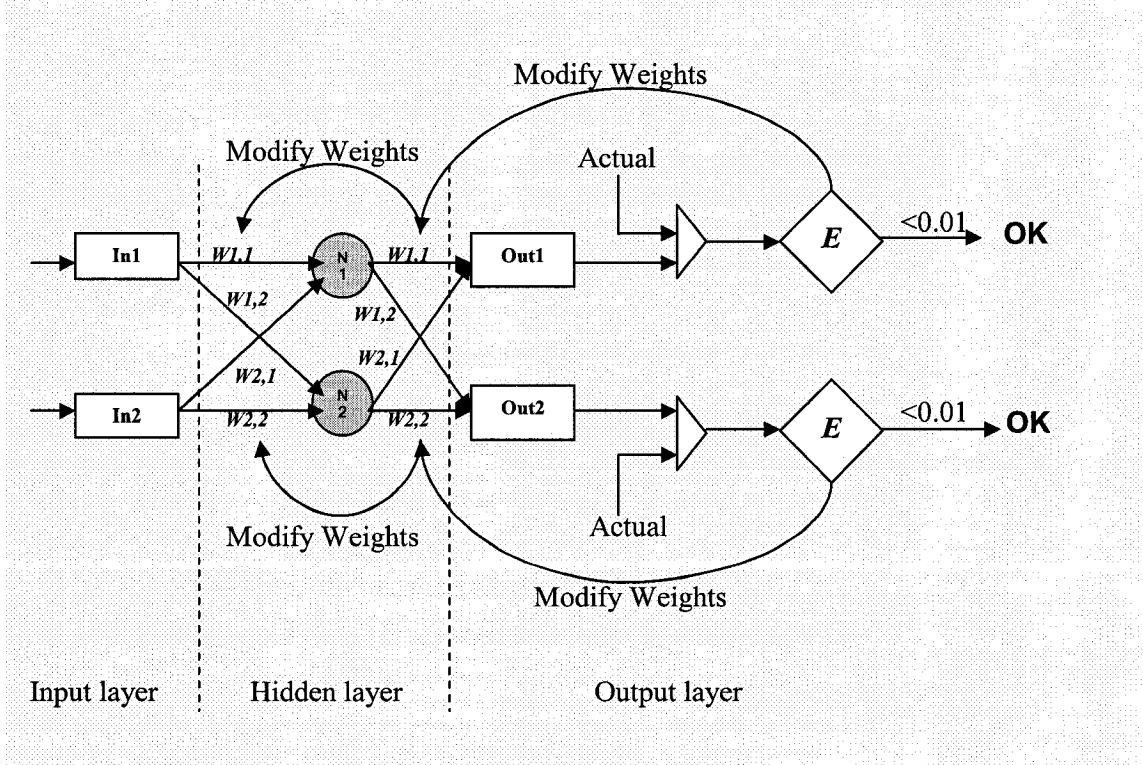 Modify Weights
Modify Weights
Actual
<0.01
OK
E
In1
W1,1
N
1
W1,1
Out1
W1,2
W1,2
W2,1
W2,1
In2
W2,2
N
2
W2,2
Out2
<0.01
OK
E
Modify Weights
Actual
Modify Weights
Input layer
Hidden layer
Output layer